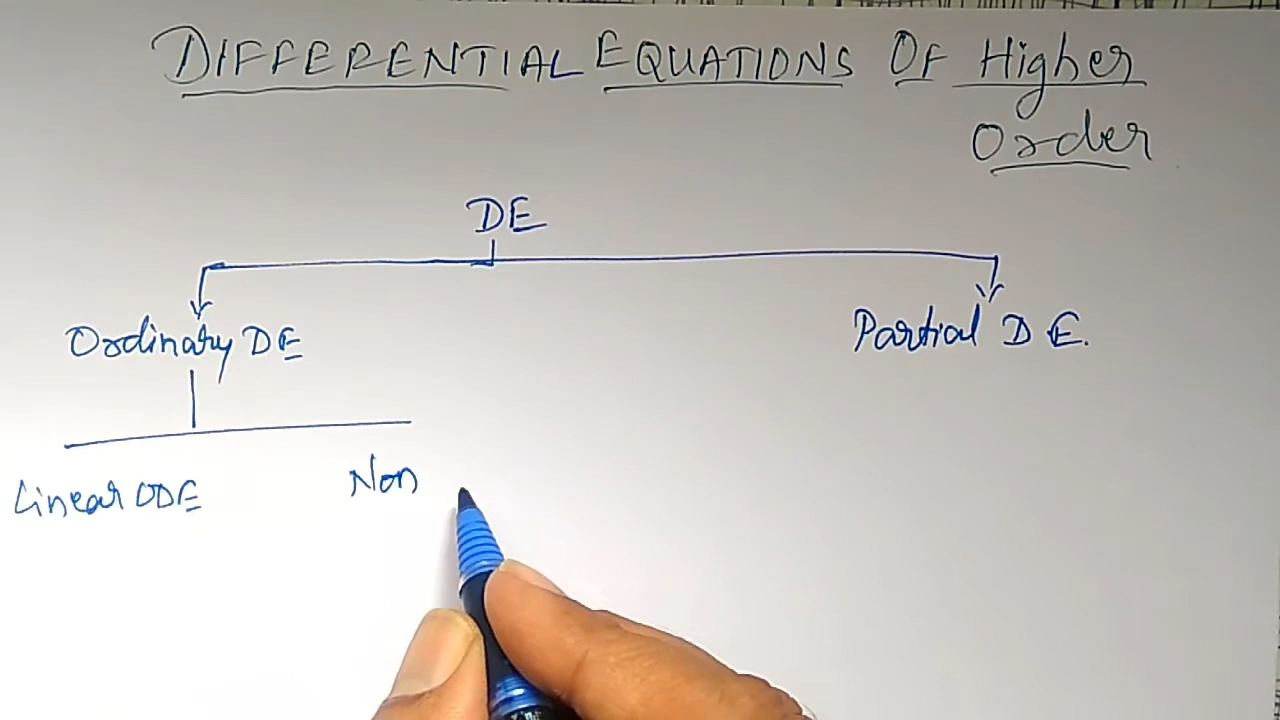 DIFFERENTIAL EQUATIONS OF Higher
Order
DE
Ordinary DE
Partial D E.
Linear ODE
Non